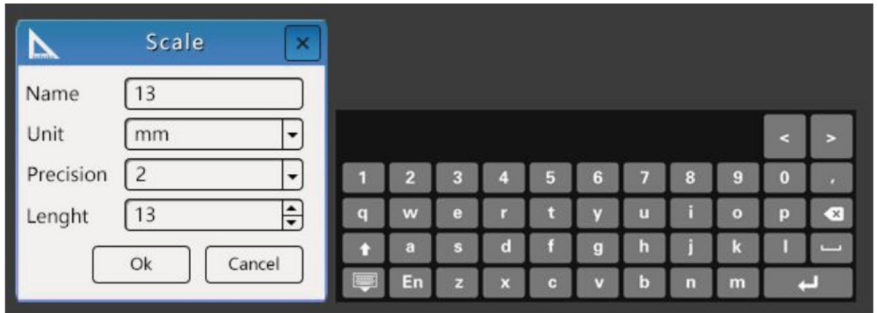 Scale
Name 13
Unit mm
Precision 2
Lenght 13
Ok Cancel
< >
1 2 3 4 5 6 7 8 9 0 ,
q w e r t y u i o p
a s d f g h j k l
En z x c v b n m